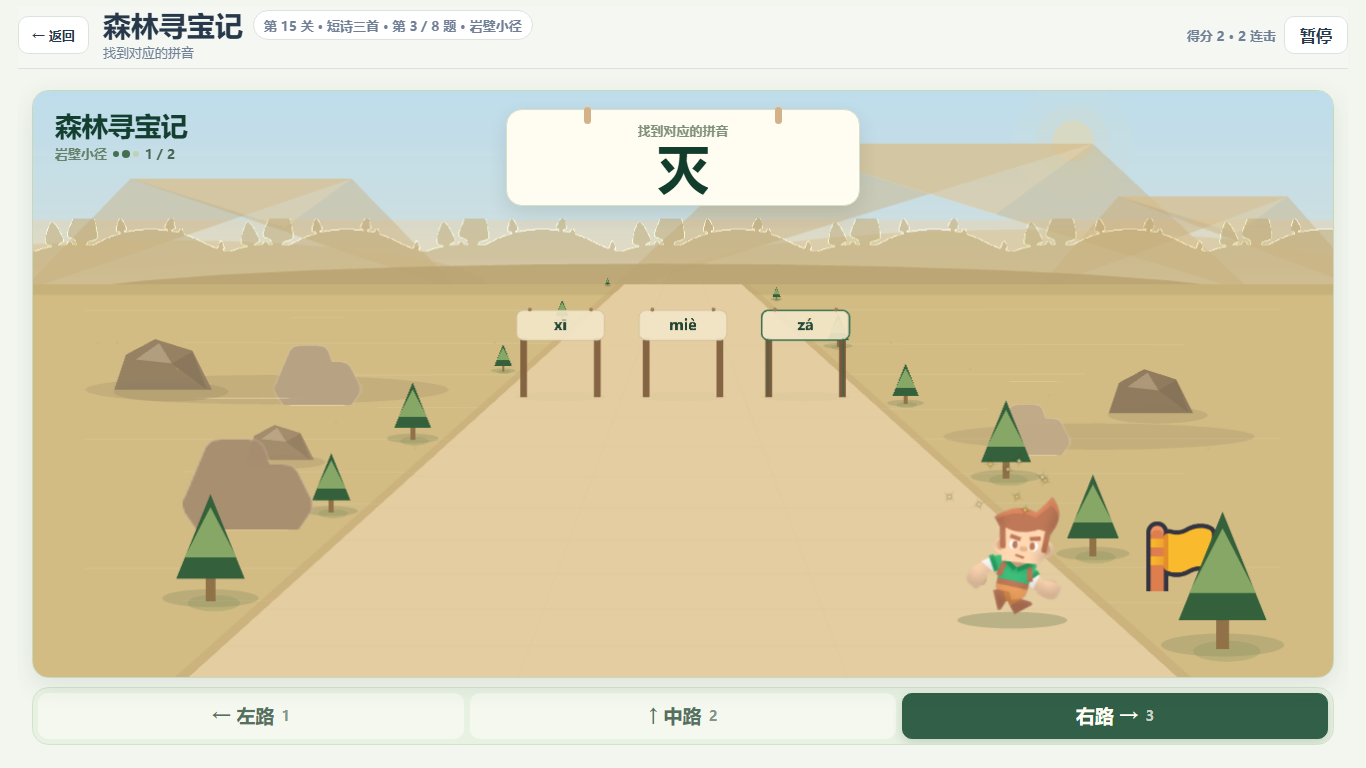 ← 返回
森林寻宝记
第 15 关 • 短诗三首 • 第 3 / 8 题 • 岩壁小径
找到对应的拼音
得分 2 • 2 连击
暂停
森林寻宝记
岩壁小径 1 / 2
找到对应的拼音
灭
xī
miè
zá
← 左路 1
↑ 中路 2
右路 → 3